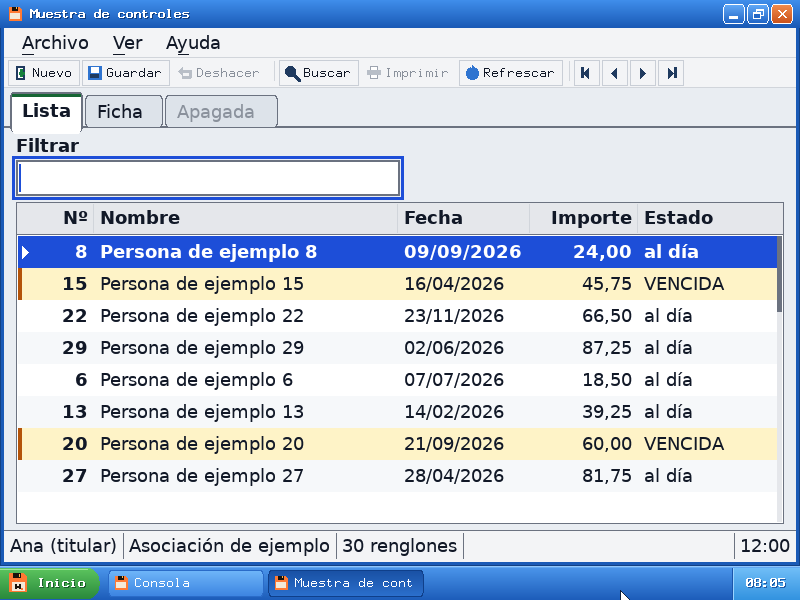 Muestra de controles
Archivo Ver Ayuda
Nuevo Guardar Deshacer Buscar Imprimir Refrescar
Lista Ficha Apagada
Filtrar
Nº Nombre Fecha Importe Estado
8 Persona de ejemplo 8 09/09/2026 24,00 al día
15 Persona de ejemplo 15 16/04/2026 45,75 VENCIDA
22 Persona de ejemplo 22 23/11/2026 66,50 al día
29 Persona de ejemplo 29 02/06/2026 87,25 al día
6 Persona de ejemplo 6 07/07/2026 18,50 al día
13 Persona de ejemplo 13 14/02/2026 39,25 al día
20 Persona de ejemplo 20 21/09/2026 60,00 VENCIDA
27 Persona de ejemplo 27 28/04/2026 81,75 al día
Ana (titular) Asociación de ejemplo 30 renglones 12:00
Inicio Consola Muestra de cont 08:05